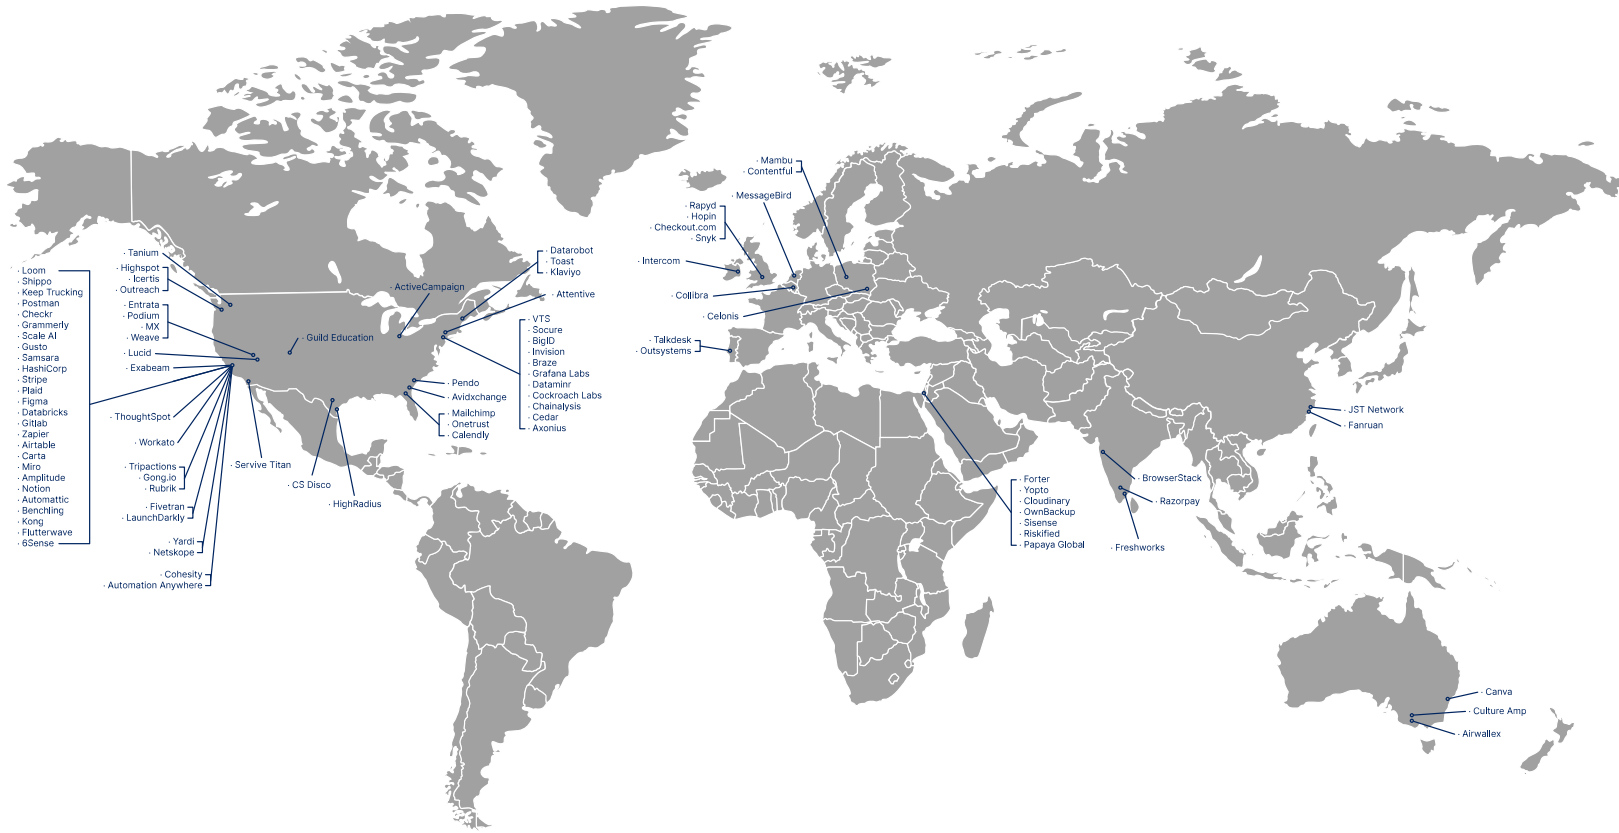 · Loom
· Shippo
· Keep Trucking
· Postman
· Checkr
· Grammerly
· Scale AI
· Gusto
· Samsara
· HashiCorp
· Stripe
· Plaid
· Figma
· Databricks
· Gitlab
· Zapier
· Airtable
· Carta
· Miro
· Amplitude
· Notion
· Automattic
· Benchling
· Kong
· Flutterwave
· 6Sense
· Tanium
· Highspot
· Icertis
· Outreach
· Entrata
· Podium
· MX
· Weave
· Lucid
· Exabeam
· ThoughtSpot
· Workato
· Tripactions
· Gong.io
· Rubrik
· Fivetran
· LaunchDarkly
· Yardi
· Netskope
· Cohesity
· Automation Anywhere
· Guild Education
· ActiveCampaign
· Servive Titan
· CS Disco
· HighRadius
· Datarobot
· Toast
· Klaviyo
· Attentive
· VTS
· Socure
· BigID
· Invision
· Braze
· Grafana Labs
· Dataminr
· Cockroach Labs
· Chainalysis
· Cedar
· Axonius
· Pendo
· Avidxchange
· Mailchimp
· Onetrust
· Calendly
· Mambu
· Contentful
· MessageBird
· Rapyd
· Hopin
· Checkout.com
· Snyk
· Intercom
· Collibra
· Celonis
· Talkdesk
· Outsystems
· Forter
· Yopto
· Cloudinary
· OwnBackup
· Sisense
· Riskified
· Papaya Global
· BrowserStack
· Razorpay
· Freshworks
· JST Network
· Fanruan
· Canva
· Culture Amp
· Airwallex